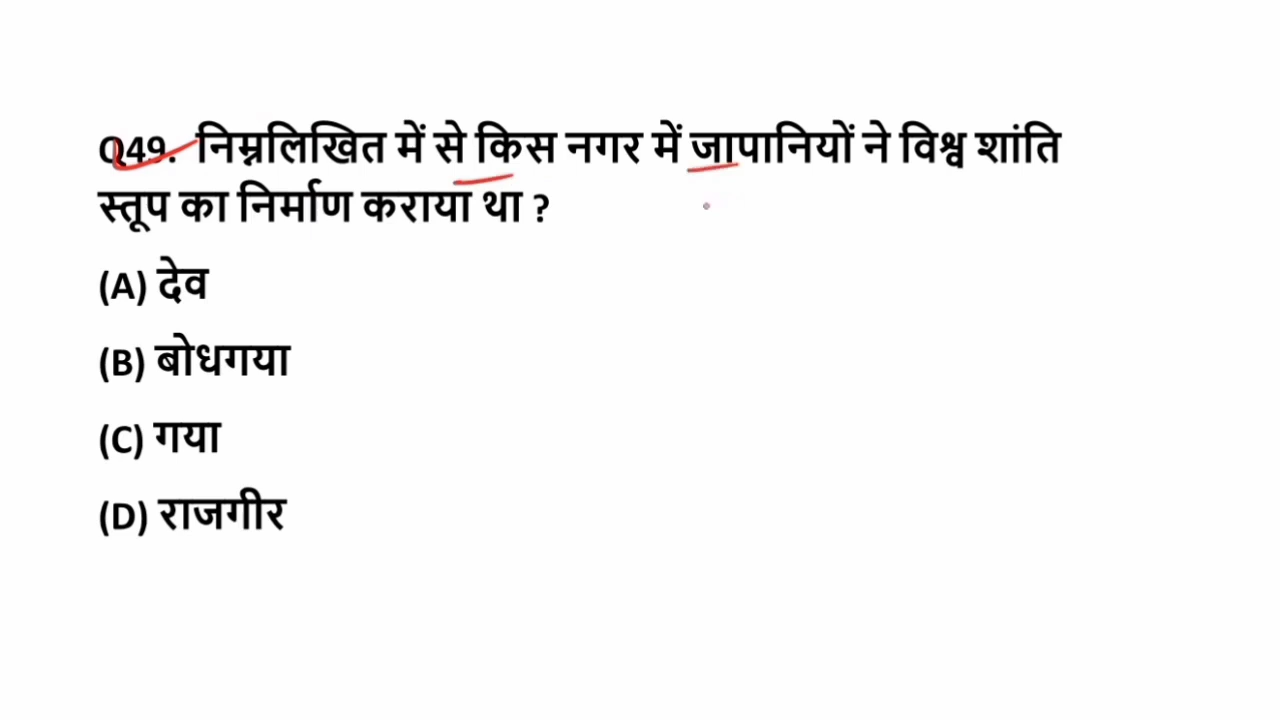 Q49. निम्नलिखित में से किस नगर में जापानियों ने विश्व शांति
स्तूप का निर्माण कराया था ?
(A) देव
(B) बोधगया
(C) गया
(D) राजगीर